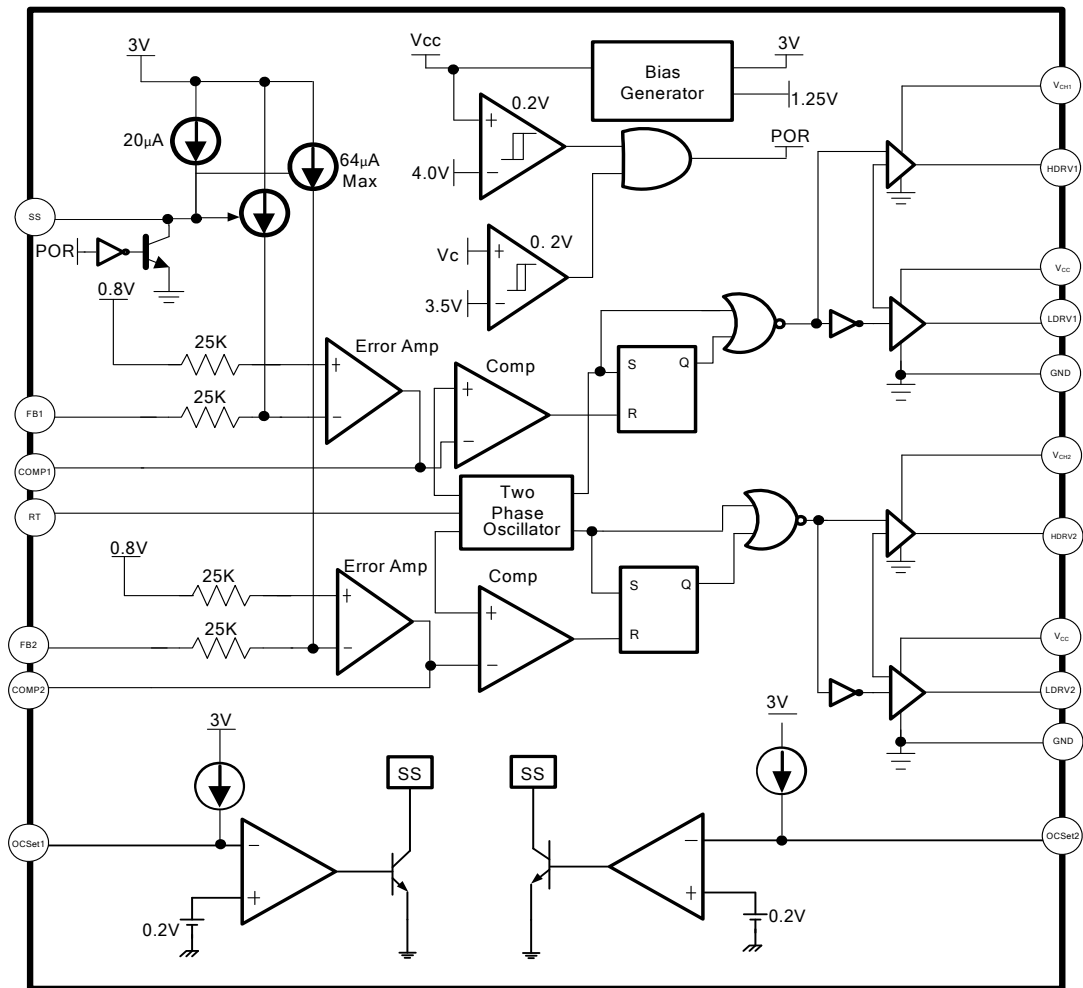 3V
20µA
64µA
Max
SS
POR
Vcc
Bias
Generator
3V
1.25V
0.2V
4.0V
POR
Vc
0. 2V
3.5V
VCH1
HDRV1
VCC
LDRV1
GND
0.8V
25K
Error Amp
+
−
25K
FB1
COMP1
RT
Comp
+
−
S
Q
R
Two
Phase
Oscillator
VCH2
HDRV2
VCC
LDRV2
GND
0.8V
25K
Error Amp
+
−
25K
FB2
COMP2
Comp
+
−
S
Q
R
3V
SS
SS
3V
OCSet1
−
+
0.2V
−
+
0.2V
OCSet2